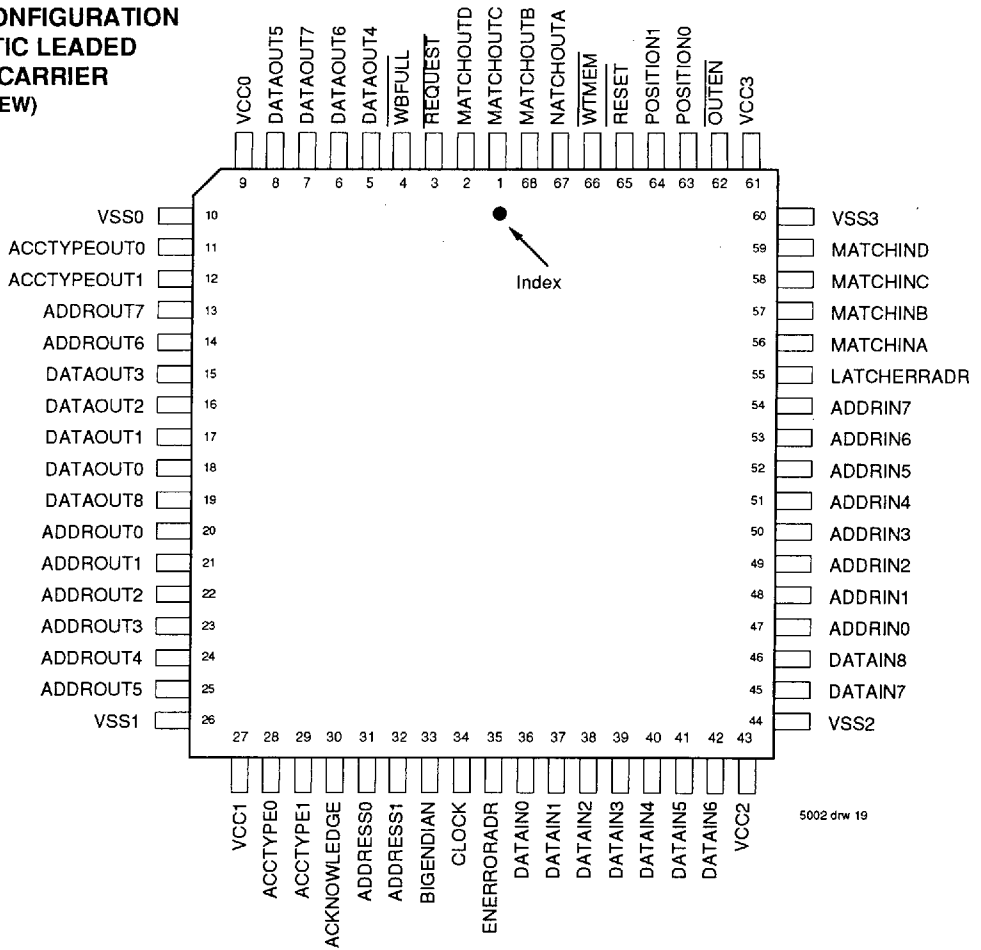 ONFIGURATION
TIC LEADED
CARRIER
EW)
VCC0
DATAOUT5
DATAOUT7
DATAOUT6
DATAOUT4
WBFULL
REQUEST
MATCHOUTD
MATCHOUTC
MATCHOUTB
NATCHOUTA
WTMEM
RESET
POSITION1
POSITION0
OUTEN
VCC3
9 8 7 6 5 4 3 2 1 68 67 66 65 64 63 62 61
VSS0 10
ACCTYPEOUT0 11
ACCTYPEOUT1 12
ADDROUT7 13
ADDROUT6 14
DATAOUT3 15
DATAOUT2 16
DATAOUT1 17
DATAOUT0 18
DATAOUT8 19
ADDROUT0 20
ADDROUT1 21
ADDROUT2 22
ADDROUT3 23
ADDROUT4 24
ADDROUT5 25
VSS1 26
Index
60 VSS3
59 MATCHIND
58 MATCHINC
57 MATCHINB
56 MATCHINA
55 LATCHERRADR
54 ADDRIN7
53 ADDRIN6
52 ADDRIN5
51 ADDRIN4
50 ADDRIN3
49 ADDRIN2
48 ADDRIN1
47 ADDRIN0
46 DATAIN8
45 DATAIN7
44 VSS2
27 28 29 30 31 32 33 34 35 36 37 38 39 40 41 42 43
VCC1
ACCTYPE0
ACCTYPE1
ACKNOWLEDGE
ADDRESS0
ADDRESS1
BIGENDIAN
CLOCK
ENERRORADR
DATAIN0
DATAIN1
DATAIN2
DATAIN3
DATAIN4
DATAIN5
DATAIN6
VCC2
5002 drw 19